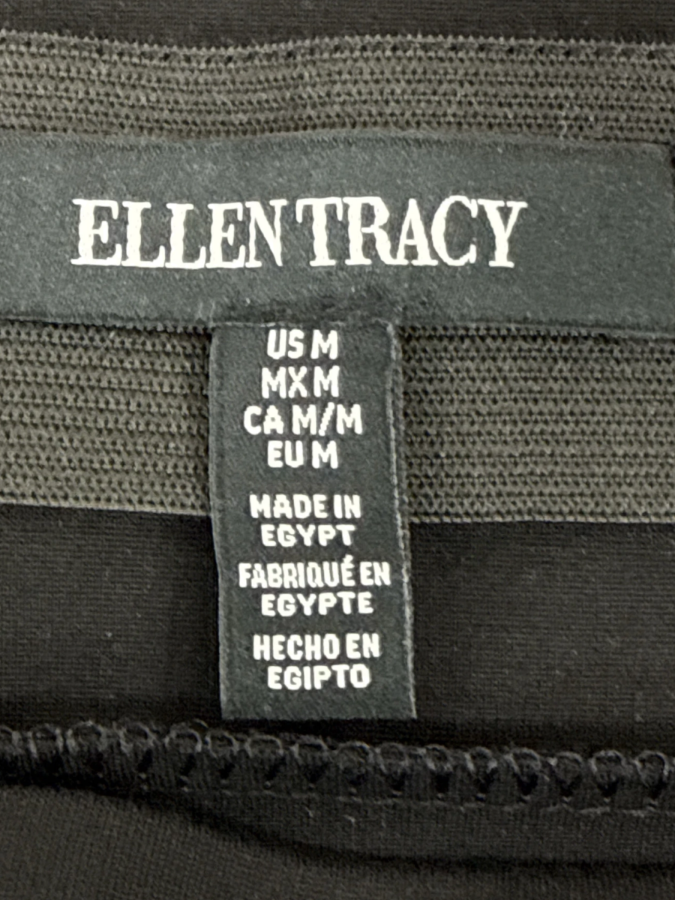 ELLEN TRACY
US M
MX M
CA M/M
EU M
MADE IN
EGYPT
FABRIQUÉ EN
EGYPTE
HECHO EN
EGIPTO